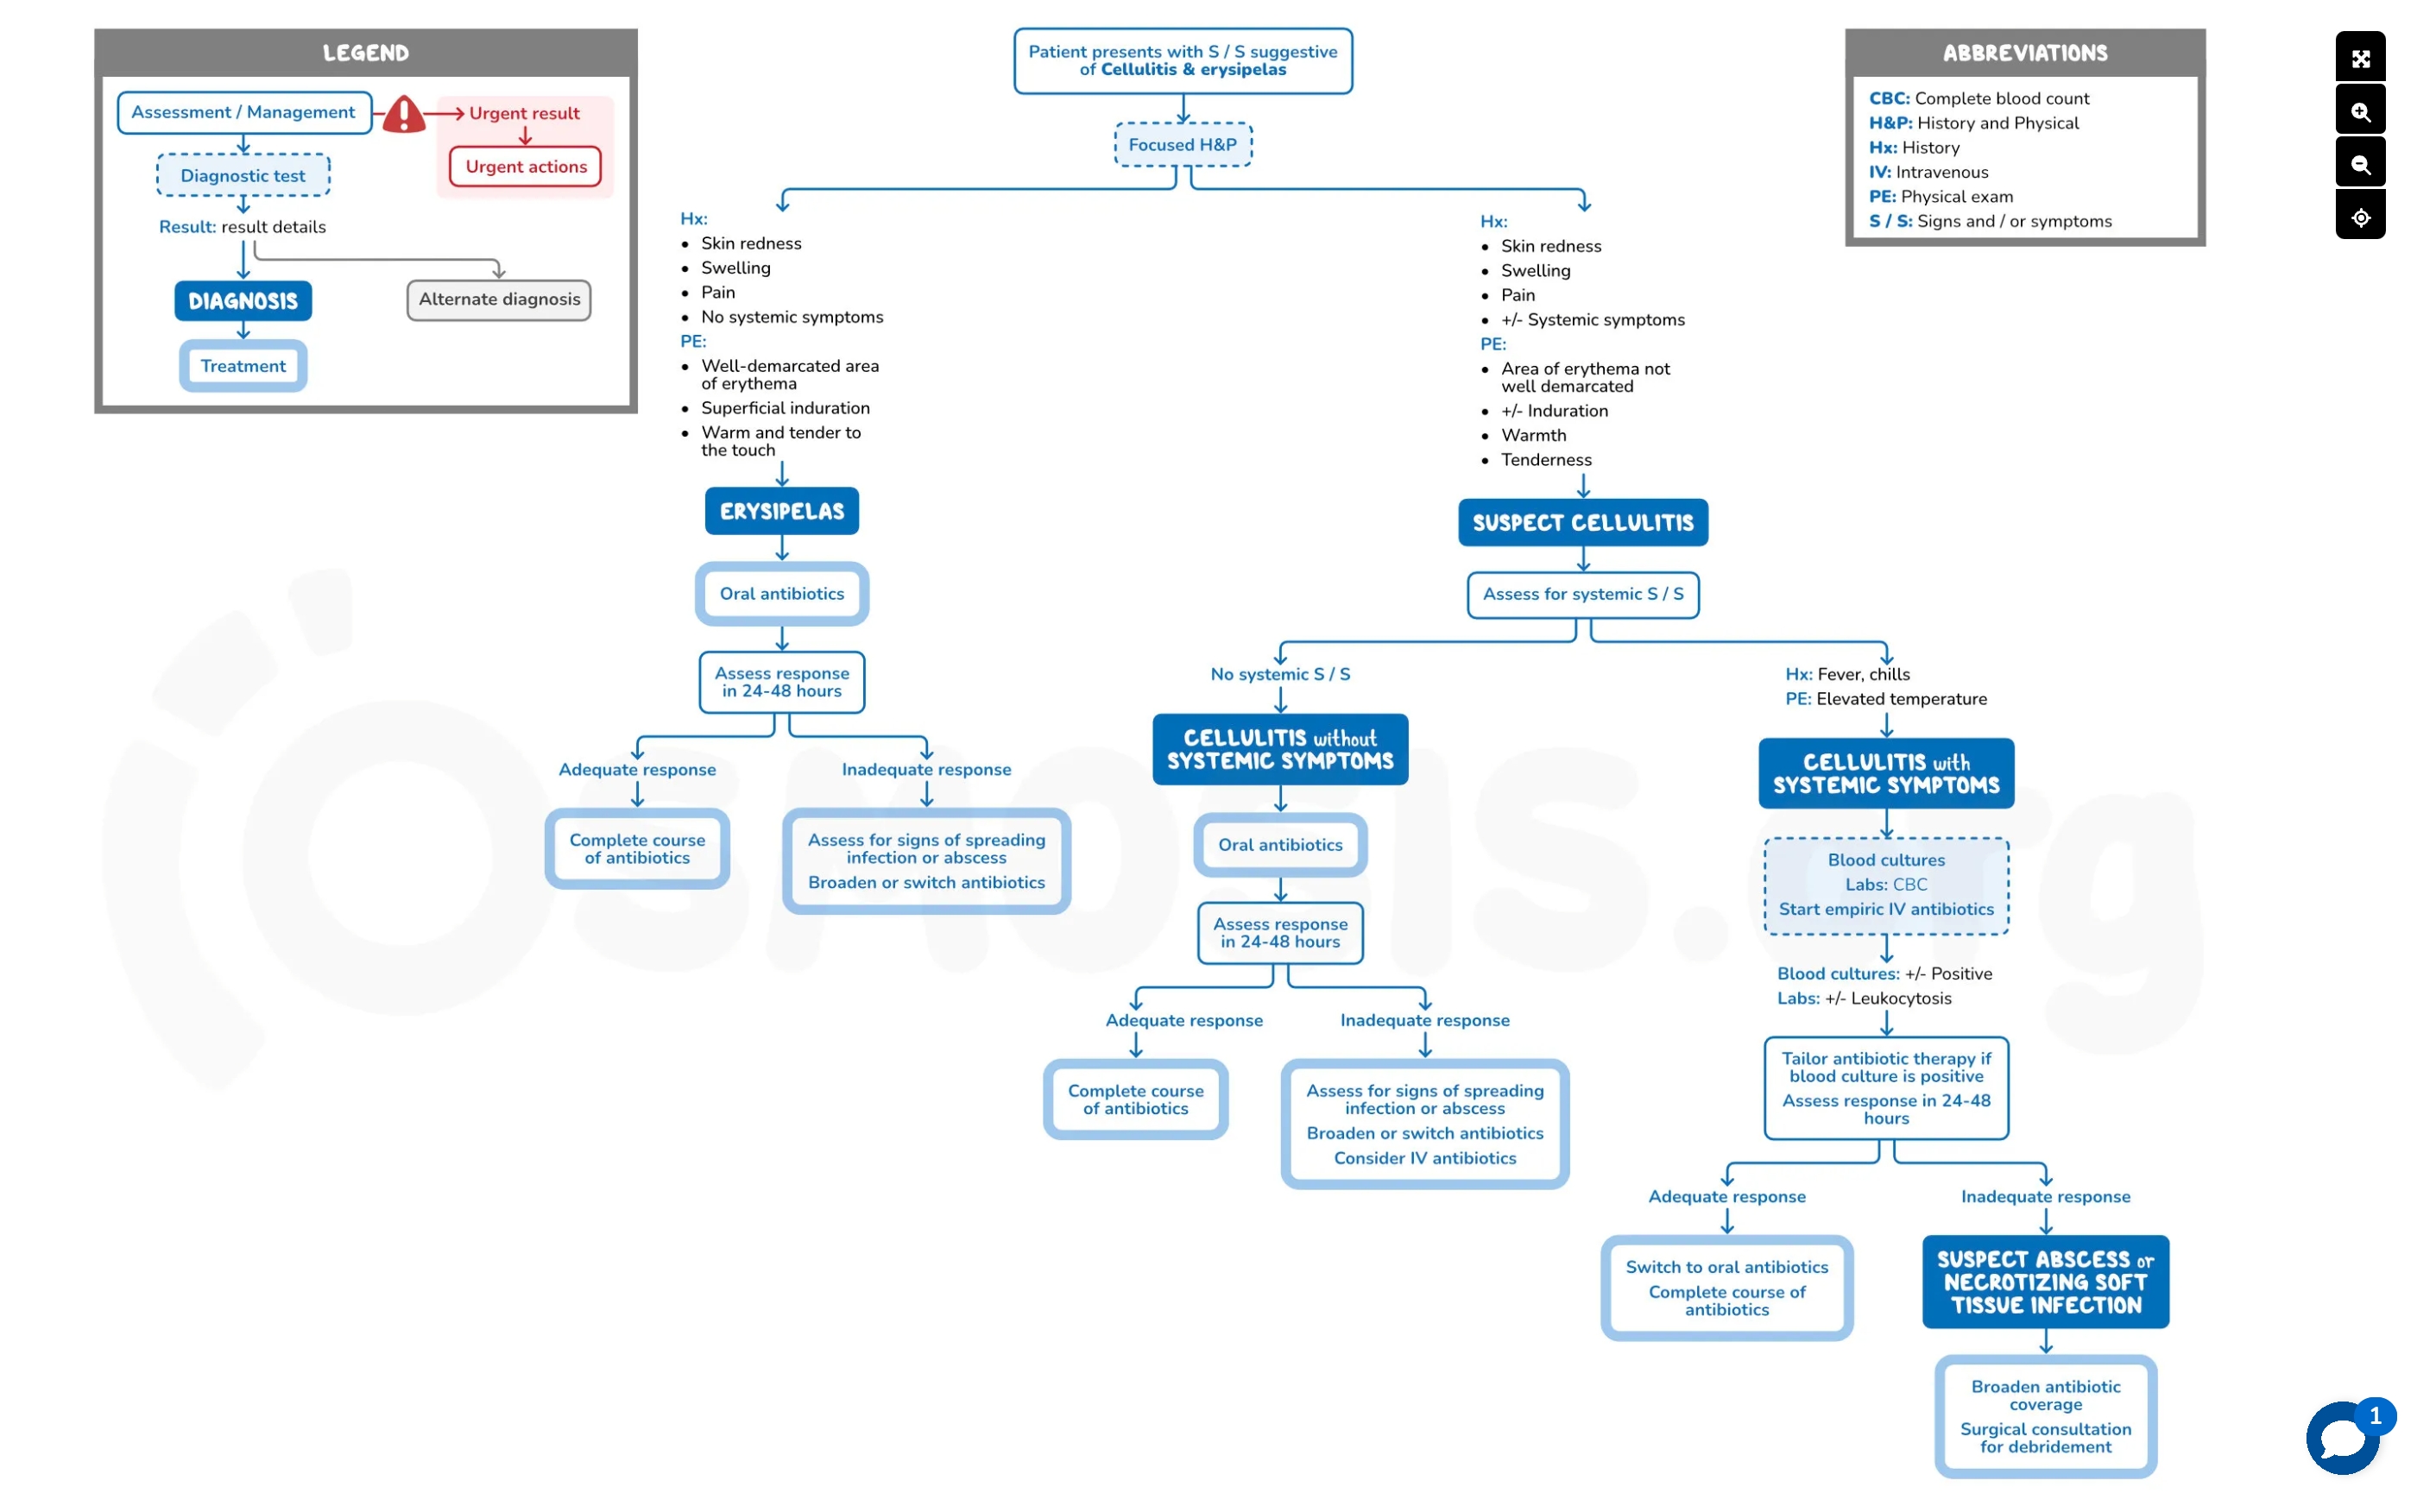 LEGEND
Assessment / Management
Urgent result
Urgent actions
Diagnostic test
Result: result details
DIAGNOSIS
Alternate diagnosis
Treatment
Patient presents with S / S suggestive
of Cellulitis & erysipelas
Focused H&P
ABBREVIATIONS
CBC: Complete blood count
H&P: History and Physical
Hx: History
IV: Intravenous
PE: Physical exam
S / S: Signs and / or symptoms
Hx:
• Skin redness
• Swelling
• Pain
• No systemic symptoms
PE:
• Well-demarcated area
of erythema
• Superficial induration
• Warm and tender to
the touch
ERYSIPELAS
Oral antibiotics
Assess response
in 24-48 hours
Adequate response
Complete course
of antibiotics
Inadequate response
Assess for signs of spreading
infection or abscess
Broaden or switch antibiotics
Hx:
• Skin redness
• Swelling
• Pain
• +/- Systemic symptoms
PE:
• Area of erythema not
well demarcated
• +/- Induration
• Warmth
• Tenderness
SUSPECT CELLULITIS
Assess for systemic S / S
No systemic S / S
CELLULITIS without
SYSTEMIC SYMPTOMS
Oral antibiotics
Assess response
in 24-48 hours
Adequate response
Complete course
of antibiotics
Inadequate response
Assess for signs of spreading
infection or abscess
Broaden or switch antibiotics
Consider IV antibiotics
Hx: Fever, chills
PE: Elevated temperature
CELLULITIS with
SYSTEMIC SYMPTOMS
Blood cultures
Labs: CBC
Start empiric IV antibiotics
Blood cultures: +/- Positive
Labs: +/- Leukocytosis
Tailor antibiotic therapy if
blood culture is positive
Assess response in 24-48
hours
Adequate response
Switch to oral antibiotics
Complete course of
antibiotics
Inadequate response
SUSPECT ABSCESS or
NECROTIZING SOFT
TISSUE INFECTION
Broaden antibiotic
coverage
Surgical consultation
for debridement
Osmosis.org
1